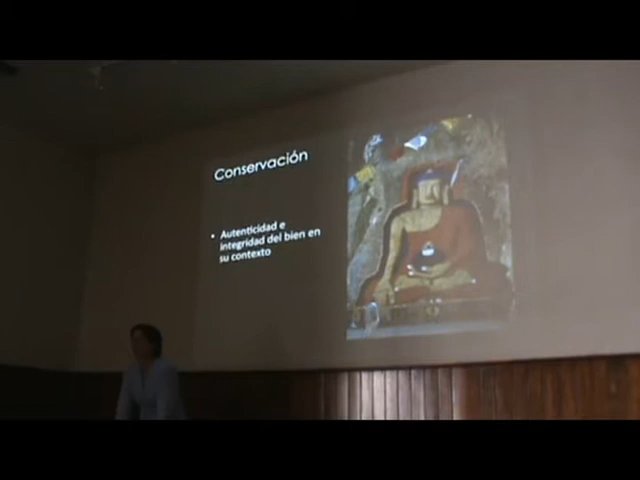 Conservación
• Autenticidad e
integridad del bien en
su contexto